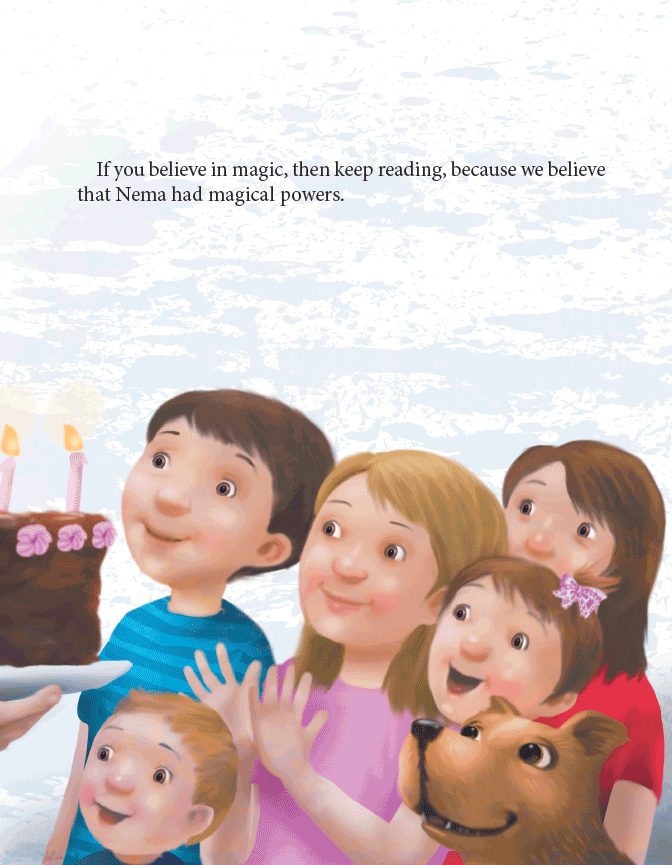 If you believe in magic, then keep reading, because we believe
that Nema had magical powers.